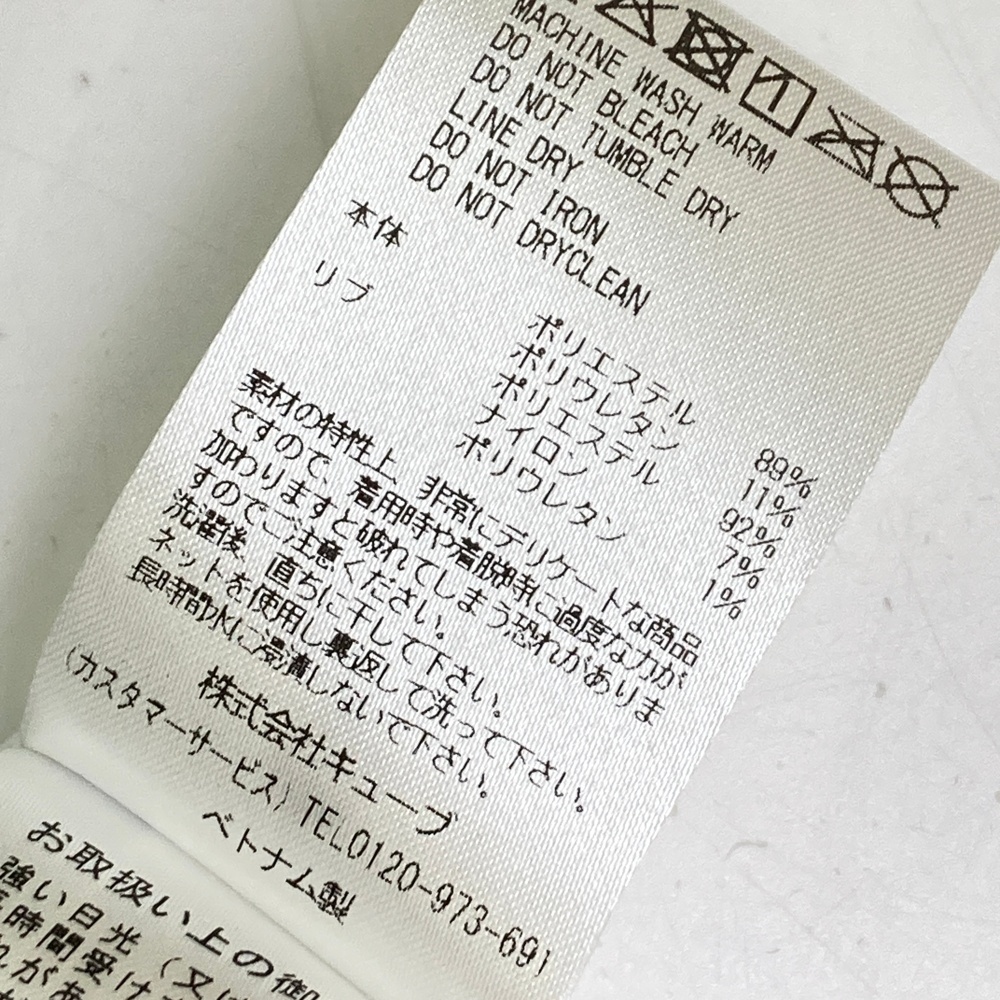 MACHINE WASH WARM
DO NOT BLEACH
DO NOT TUMBLE DRY
LINE DRY
DO NOT IRON
DO NOT DRYCLEAN
本体 ポリエステル 89%
ポリウレタン 11%
リブ ポリエステル 92%
ナイロン 7%
ポリウレタン 1%
素材の特性上、非常にデリケートな商品
ですので、着用時や着脱時に過度な力が
加わりますと破れてしまう恐れがありま
すのでご注意ください。
洗濯後、直ちに干して下さい。
ネットを使用し裏返して洗って下さい。
長時間水に浸漬しないで下さい。
株式会社キューブ
(カスタマーサービス) TEL0120-973-691
ベトナム製
お取扱い上の御
強い日光(又は
時間受け
があ